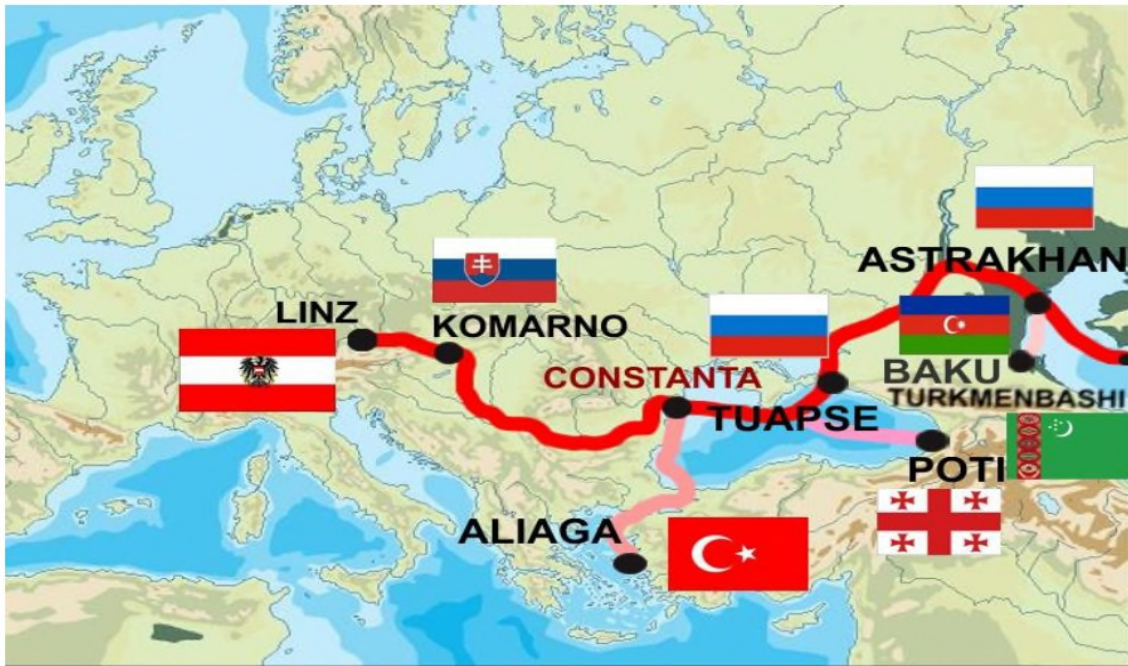 ASTRAKHAN
LINZ
KOMARNO
CONSTANTA
BAKU
TURKMENBASHI
TUAPSE
POTI
ALIAGA